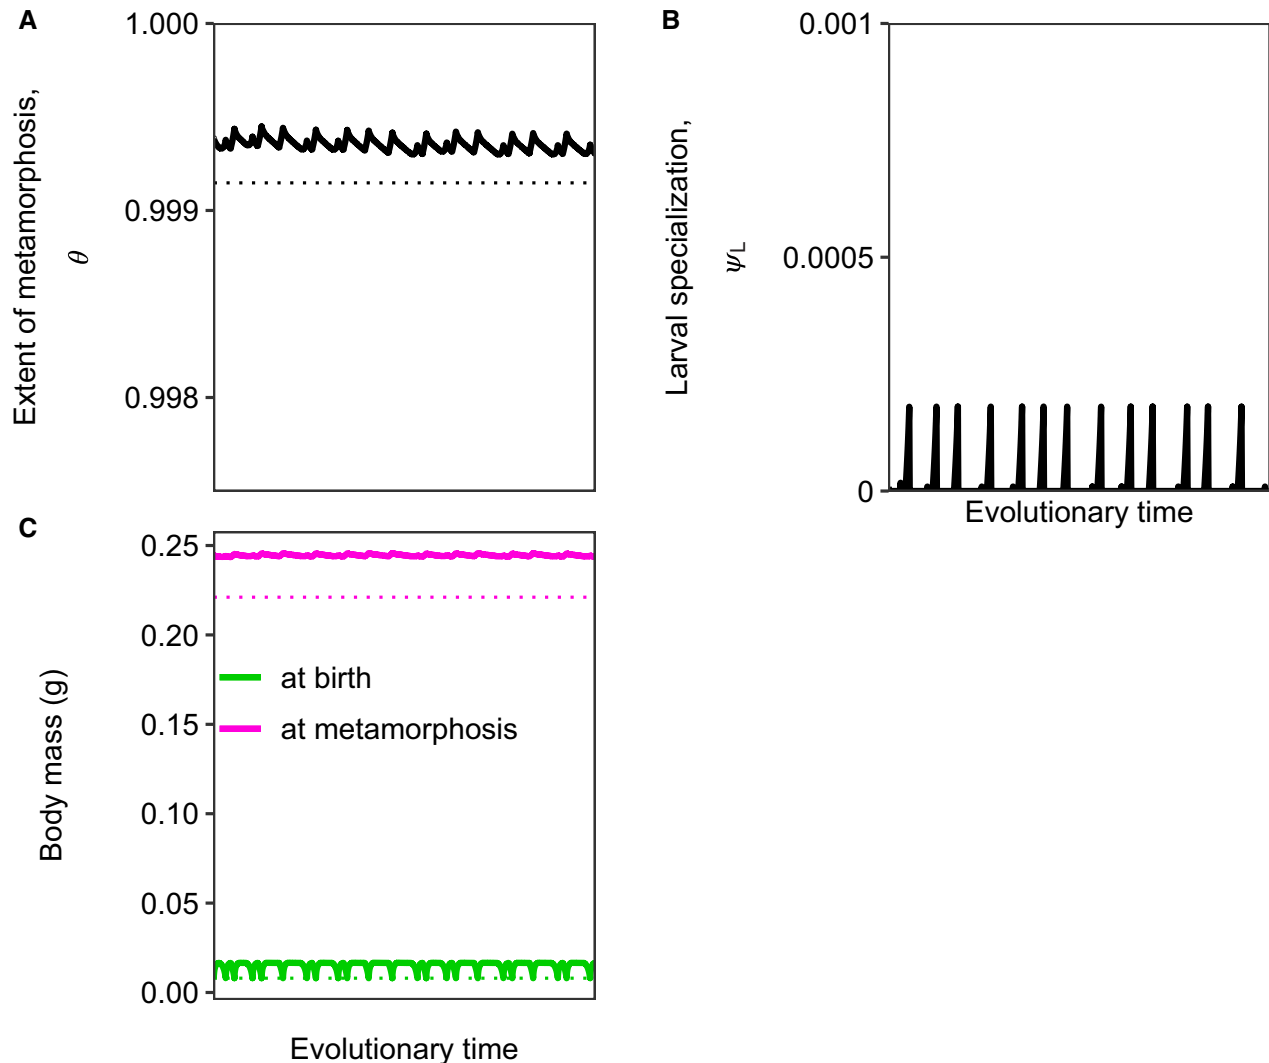 A
Extent of metamorphosis,
θ
1.000
0.999
0.998
B
Larval specialization,
ψL
0.001
0.0005
0
Evolutionary time
C
Body mass (g)
0.25
0.20
0.15
0.10
0.05
0.00
at birth
at metamorphosis
Evolutionary time